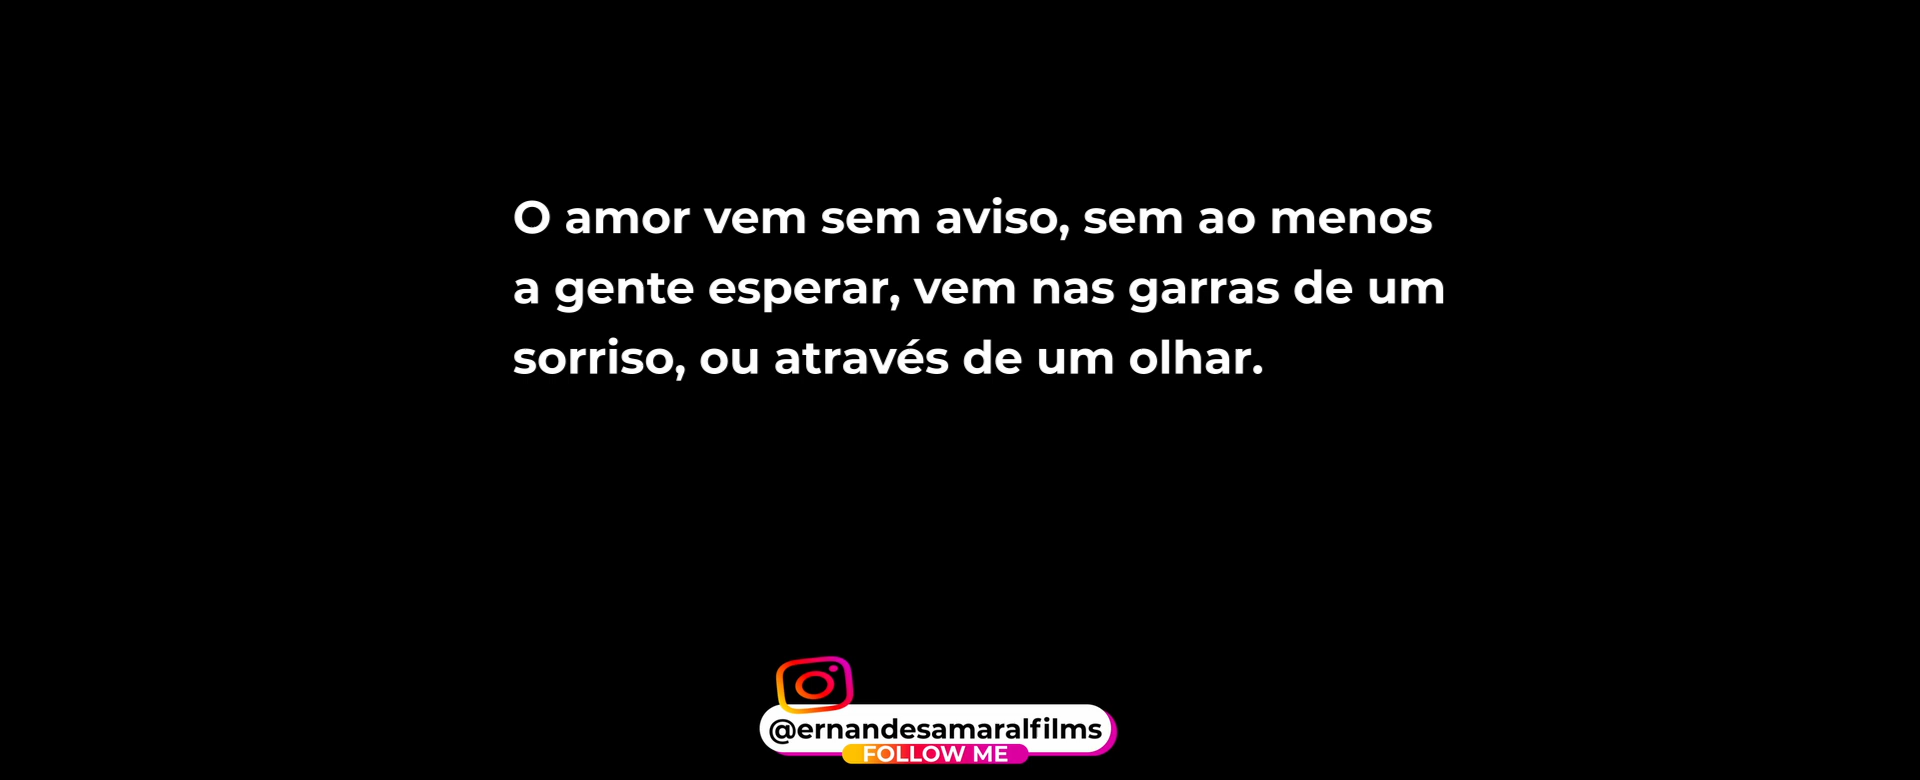 O amor vem sem aviso, sem ao menos
a gente esperar, vem nas garras de um
sorriso, ou através de um olhar.
@ernandesamaralfilms
FOLLOW ME